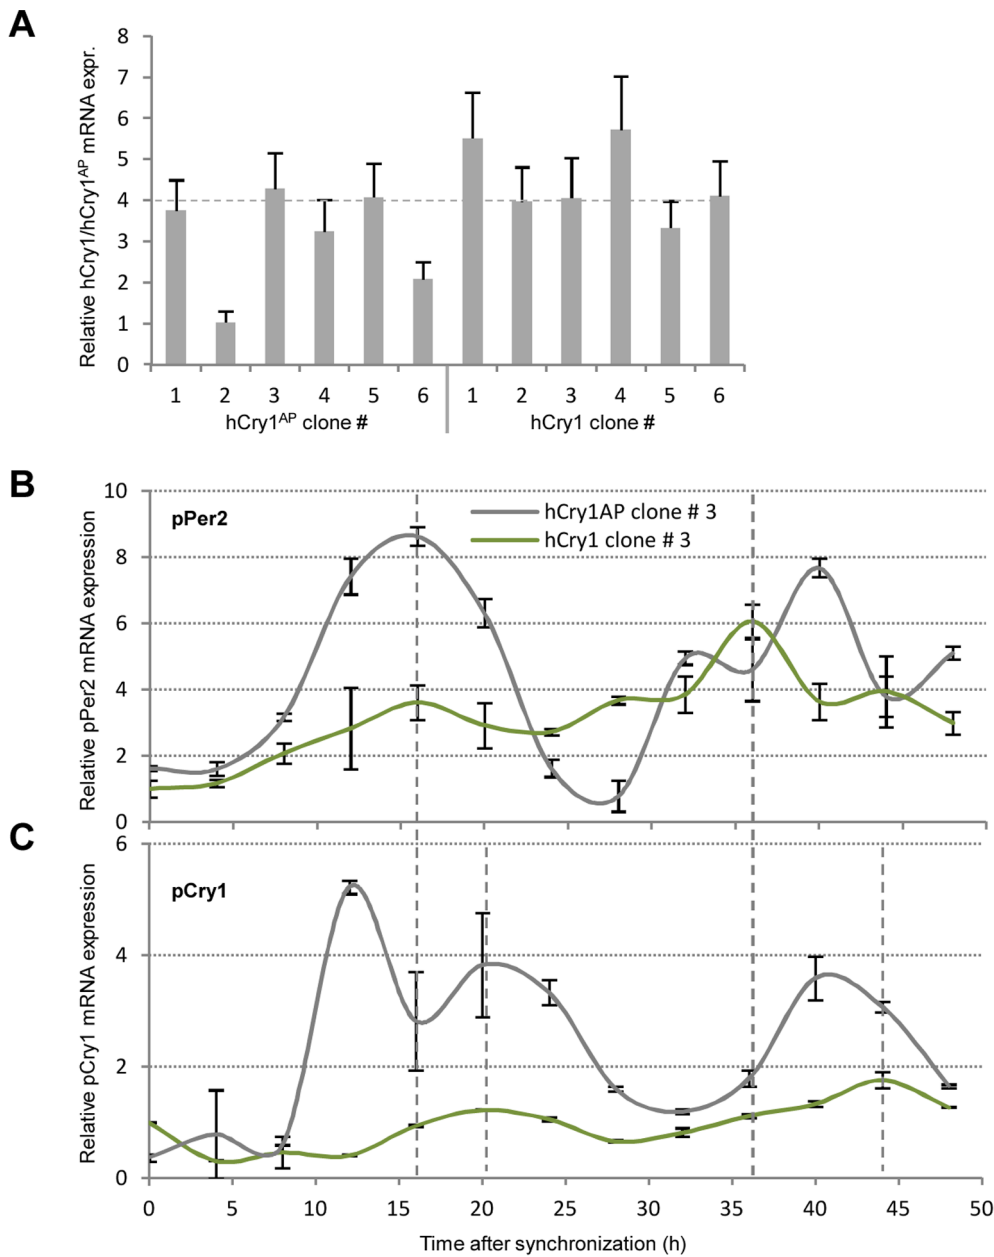 A
Relative hCry1/hCry1AP mRNA expr.
8
7
6
5
4
3
2
1
0
1 2 3 4 5 6 1 2 3 4 5 6
hCry1AP clone # hCry1 clone #
B
Relative pPer2 mRNA expression
10
8
6
4
2
0
pPer2
hCry1AP clone # 3
hCry1 clone # 3
C
Relative pCry1 mRNA expression
6
4
2
0
pCry1
0 5 10 15 20 25 30 35 40 45 50
Time after synchronization (h)